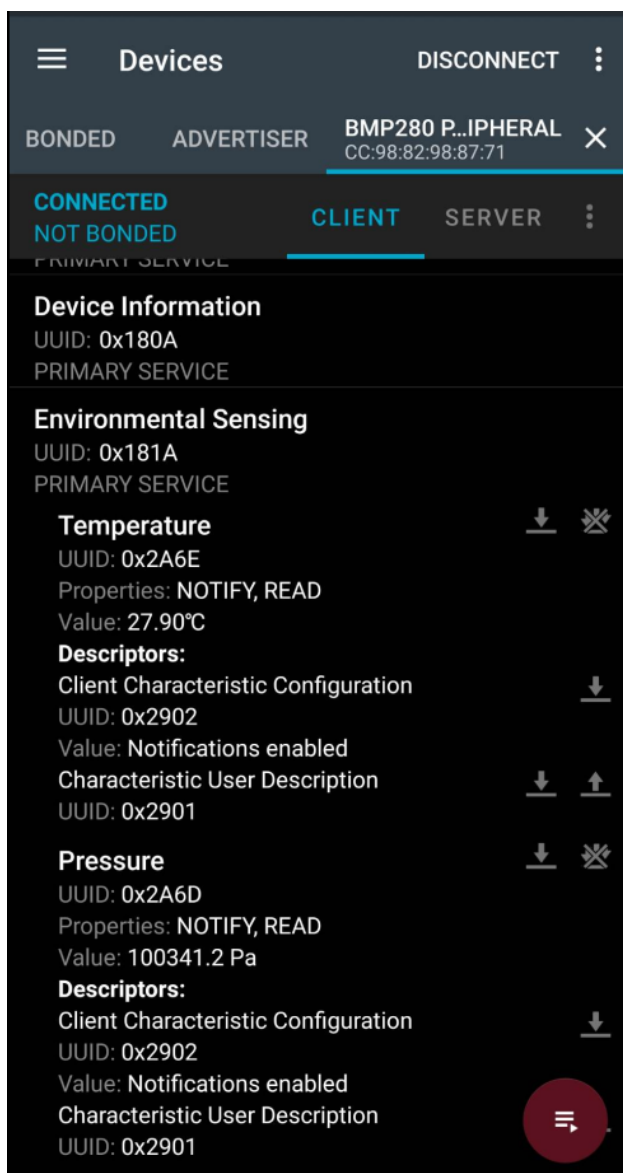 Devices
DISCONNECT
BONDED
ADVERTISER
BMP280 P...IPHERAL
CC:98:82:98:87:71
CONNECTED
NOT BONDED
CLIENT
SERVER
PRIMARY SERVICE
Device Information
UUID: 0x180A
PRIMARY SERVICE
Environmental Sensing
UUID: 0x181A
PRIMARY SERVICE
Temperature
UUID: 0x2A6E
Properties: NOTIFY, READ
Value: 27.90°C
Descriptors:
Client Characteristic Configuration
UUID: 0x2902
Value: Notifications enabled
Characteristic User Description
UUID: 0x2901
Pressure
UUID: 0x2A6D
Properties: NOTIFY, READ
Value: 100341.2 Pa
Descriptors:
Client Characteristic Configuration
UUID: 0x2902
Value: Notifications enabled
Characteristic User Description
UUID: 0x2901